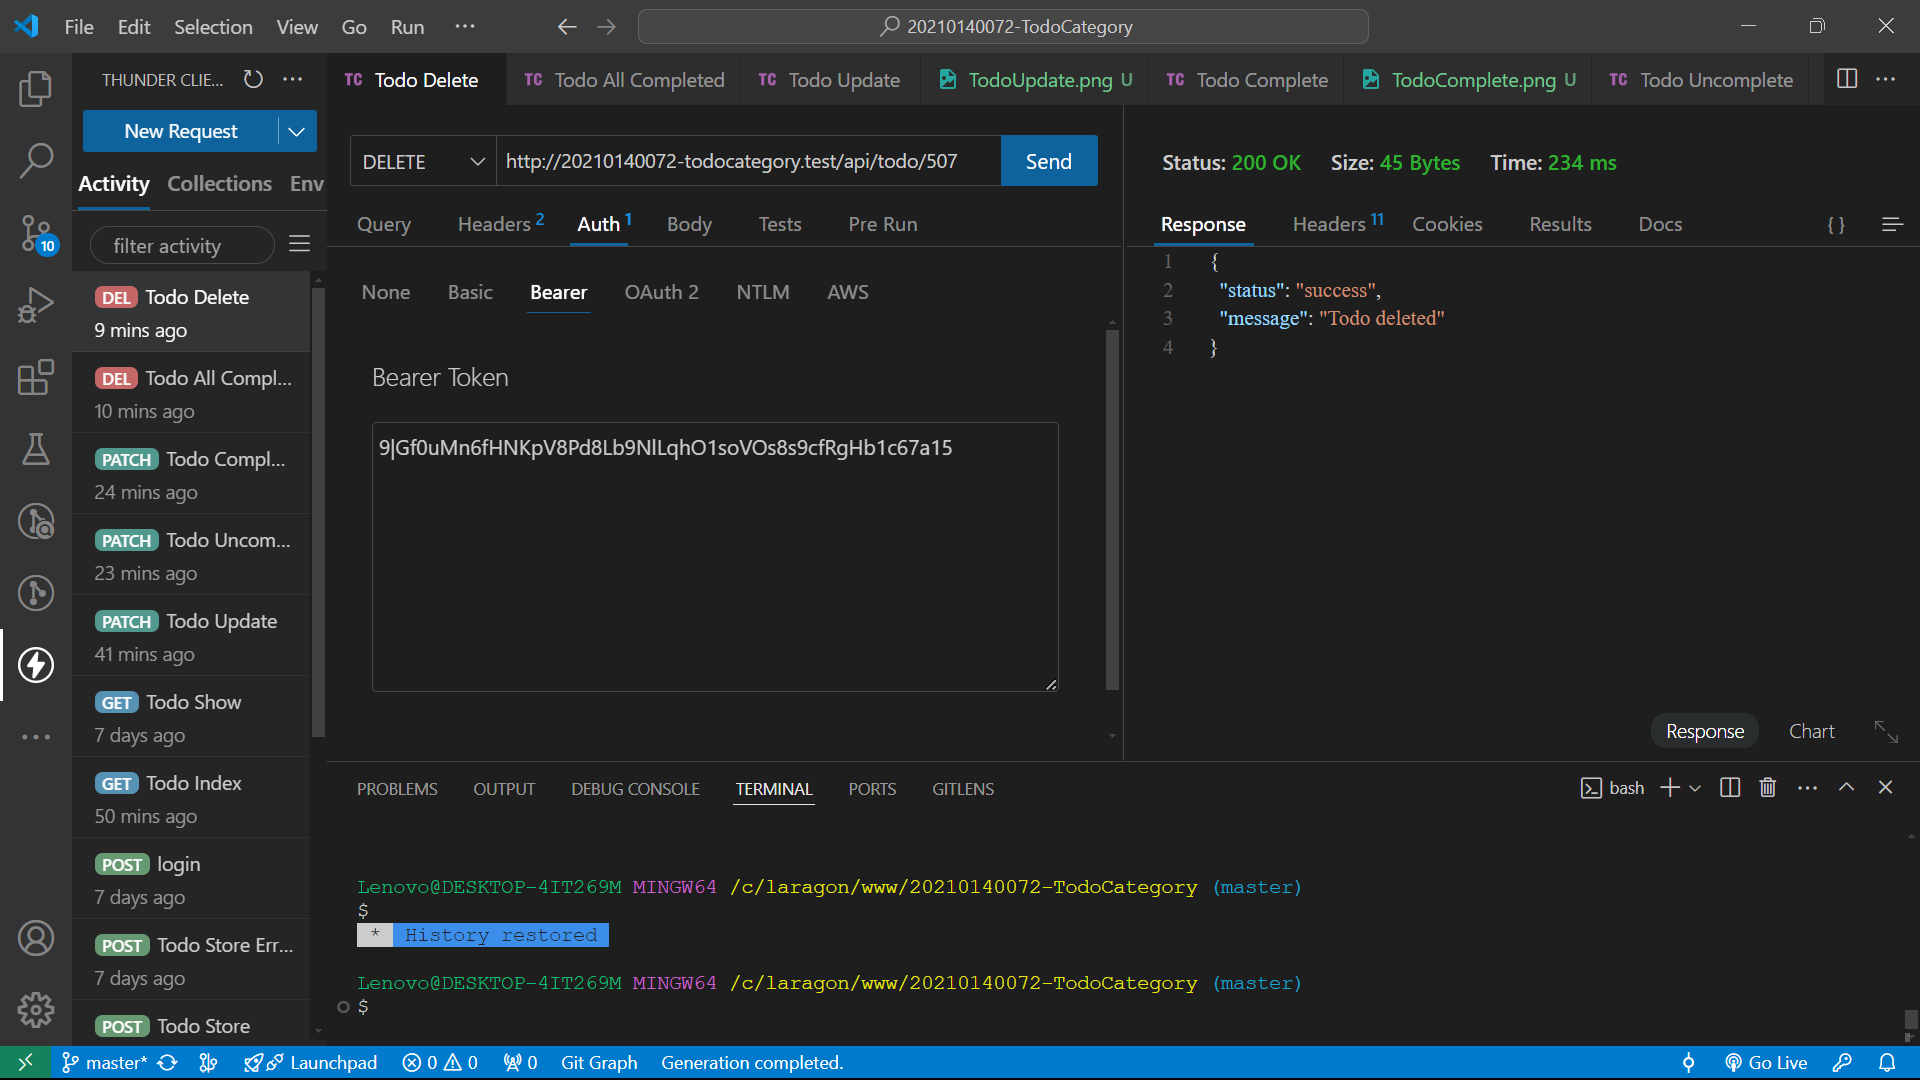 File Edit Selection View Go Run ···
20210140072-TodoCategory
THUNDER CLIE...
TC Todo Delete
TC Todo All Completed
TC Todo Update
TodoUpdate.png U
TC Todo Complete
TodoComplete.png U
TC Todo Uncomplete
New Request
Activity Collections Env
filter activity
DEL Todo Delete
9 mins ago
DEL Todo All Compl...
10 mins ago
PATCH Todo Compl...
24 mins ago
PATCH Todo Uncom...
23 mins ago
PATCH Todo Update
41 mins ago
GET Todo Show
7 days ago
GET Todo Index
50 mins ago
POST login
7 days ago
POST Todo Store Err...
7 days ago
POST Todo Store
10
DELETE http://20210140072-todocategory.test/api/todo/507 Send
Query Headers 2 Auth 1 Body Tests Pre Run
None Basic Bearer OAuth 2 NTLM AWS
Bearer Token
9|Gf0uMn6fHNKpV8Pd8Lb9NlLqhO1soVOs8s9cfRgHb1c67a15
Status: 200 OK Size: 45 Bytes Time: 234 ms
Response Headers 11 Cookies Results Docs { }
1 {
2 "status": "success",
3 "message": "Todo deleted"
4 }
Response Chart
PROBLEMS OUTPUT DEBUG CONSOLE TERMINAL PORTS GITLENS
bash
Lenovo@DESKTOP-4IT269M MINGW64 /c/laragon/www/20210140072-TodoCategory (master)
$
* History restored
Lenovo@DESKTOP-4IT269M MINGW64 /c/laragon/www/20210140072-TodoCategory (master)
$
master* Launchpad 0 0 0 Git Graph Generation completed. Go Live